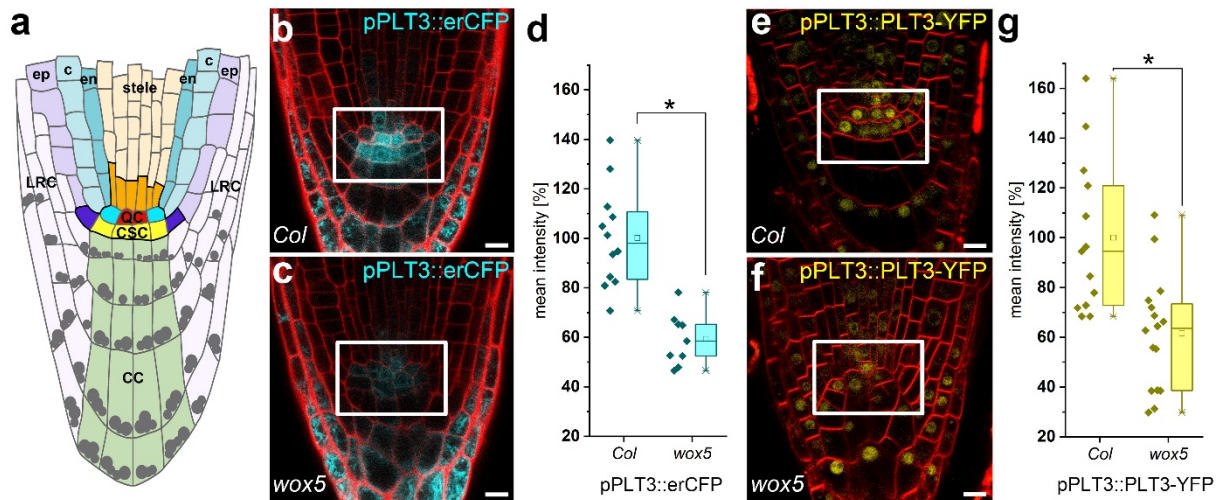 a
ep
c
en
stele
en
c
ep
LRC
LRC
QC
CSC
CC
b
pPLT3::erCFP
Col
c
wox5
d
mean intensity [%]
160
140
120
100
80
60
40
20
*
Col
wox5
pPLT3::erCFP
e
pPLT3::PLT3-YFP
Col
f
pPLT3::PLT3-YFP
wox5
g
mean intensity [%]
160
140
120
100
80
60
40
20
*
Col
wox5
pPLT3::PLT3-YFP